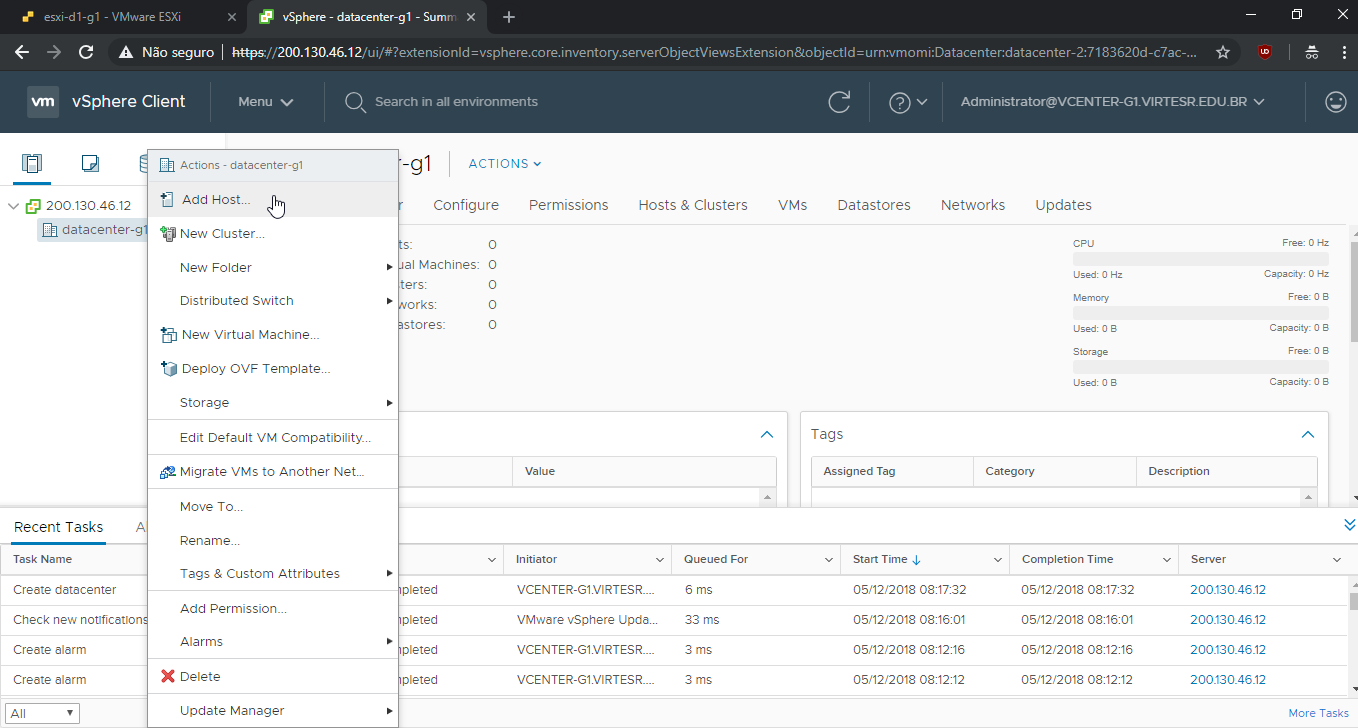 esxi-d1-g1 - VMware ESXi
vSphere - datacenter-g1 - Summ
Não seguro
https://200.130.46.12/ui/#?extensionId=vsphere.core.inventory.serverObjectViewsExtension&objectId=urn:vmomi:Datacenter:datacenter-2:7183620d-c7ac-...
vm vSphere Client
Menu
Search in all environments
Administrator@VCENTER-G1.VIRTESR.EDU.BR
200.130.46.12
datacenter-g1
Actions - datacenter-g1
Add Host...
New Cluster...
New Folder
Distributed Switch
New Virtual Machine...
Deploy OVF Template...
Storage
Edit Default VM Compatibility...
Migrate VMs to Another Net...
Move To...
Rename...
Tags & Custom Attributes
Add Permission...
Alarms
Delete
Update Manager
r-g1
ACTIONS
r Configure Permissions Hosts & Clusters VMs Datastores Networks Updates
ts: 0
ual Machines: 0
ters: 0
works: 0
astores: 0
CPU Free: 0 Hz
Used: 0 Hz Capacity: 0 Hz
Memory Free: 0 B
Used: 0 B Capacity: 0 B
Storage Free: 0 B
Used: 0 B Capacity: 0 B
Value
Tags
Assigned Tag Category Description
Recent Tasks A
Task Name Initiator Queued For Start Time Completion Time Server
Create datacenter mpleted VCENTER-G1.VIRTESR.... 6 ms 05/12/2018 08:17:32 05/12/2018 08:17:32 200.130.46.12
Check new notifications mpleted VMware vSphere Upda... 33 ms 05/12/2018 08:16:01 05/12/2018 08:16:01 200.130.46.12
Create alarm mpleted VCENTER-G1.VIRTESR.... 3 ms 05/12/2018 08:12:16 05/12/2018 08:12:16 200.130.46.12
Create alarm mpleted VCENTER-G1.VIRTESR.... 3 ms 05/12/2018 08:12:12 05/12/2018 08:12:12 200.130.46.12
All
More Tasks